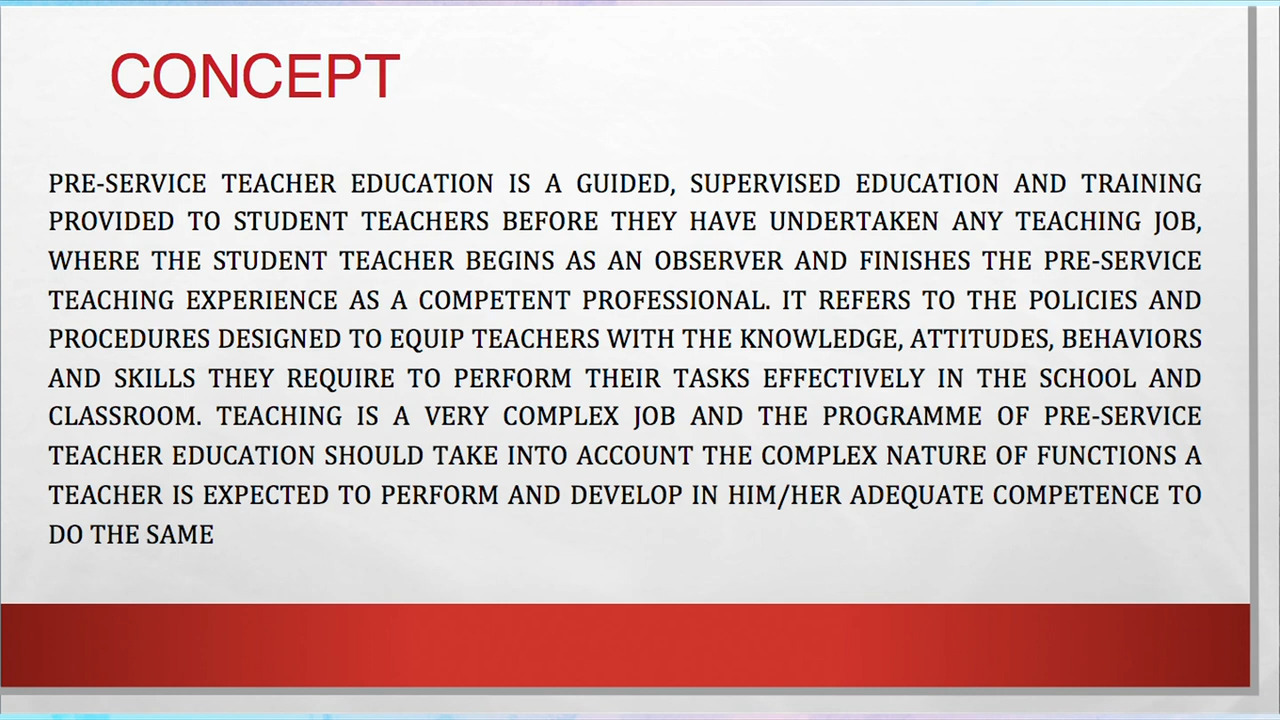 CONCEPT
PRE-SERVICE TEACHER EDUCATION IS A GUIDED, SUPERVISED EDUCATION AND TRAINING
PROVIDED TO STUDENT TEACHERS BEFORE THEY HAVE UNDERTAKEN ANY TEACHING JOB,
WHERE THE STUDENT TEACHER BEGINS AS AN OBSERVER AND FINISHES THE PRE-SERVICE
TEACHING EXPERIENCE AS A COMPETENT PROFESSIONAL. IT REFERS TO THE POLICIES AND
PROCEDURES DESIGNED TO EQUIP TEACHERS WITH THE KNOWLEDGE, ATTITUDES, BEHAVIORS
AND SKILLS THEY REQUIRE TO PERFORM THEIR TASKS EFFECTIVELY IN THE SCHOOL AND
CLASSROOM. TEACHING IS A VERY COMPLEX JOB AND THE PROGRAMME OF PRE-SERVICE
TEACHER EDUCATION SHOULD TAKE INTO ACCOUNT THE COMPLEX NATURE OF FUNCTIONS A
TEACHER IS EXPECTED TO PERFORM AND DEVELOP IN HIM/HER ADEQUATE COMPETENCE TO
DO THE SAME